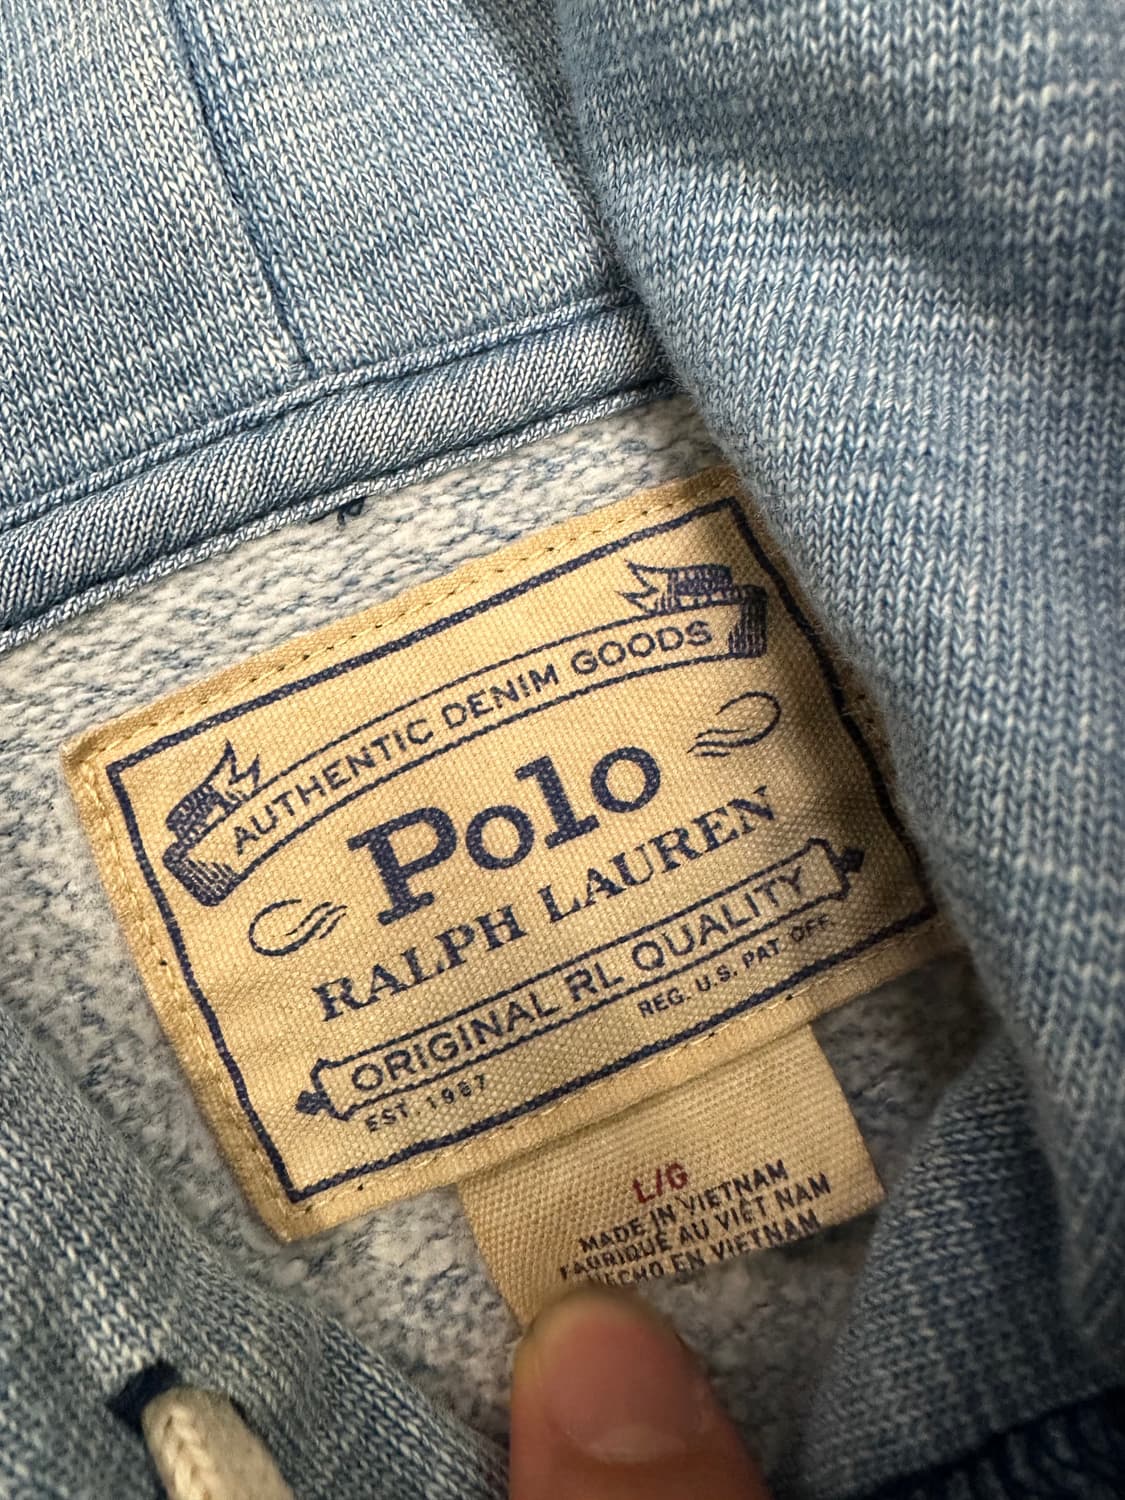 AUTHENTIC DENIM GOODS
Polo
RALPH LAUREN
ORIGINAL RL QUALITY
EST. 1967
REG. U.S. PAT. OFF.
L/G
MADE IN VIETNAM
FABRIQUÉ AU VIÊT NAM
HECHO EN VIETNAM